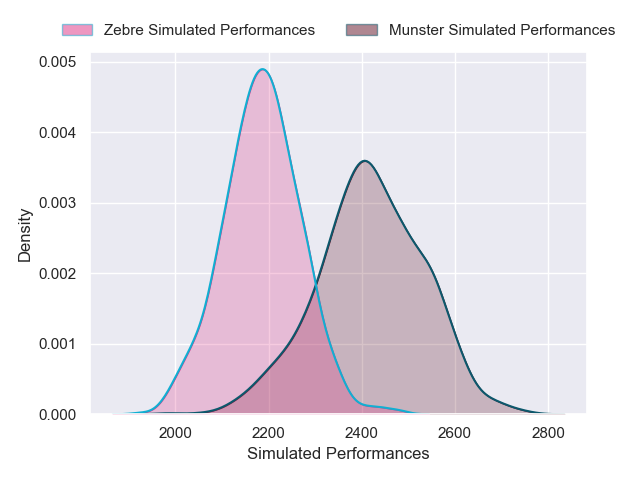 Zebre Simulated Performances Munster Simulated Performances
0.005
0.004
0.003
0.002
0.001
0.000
Density
2000 2200 2400 2600 2800
Simulated Performances